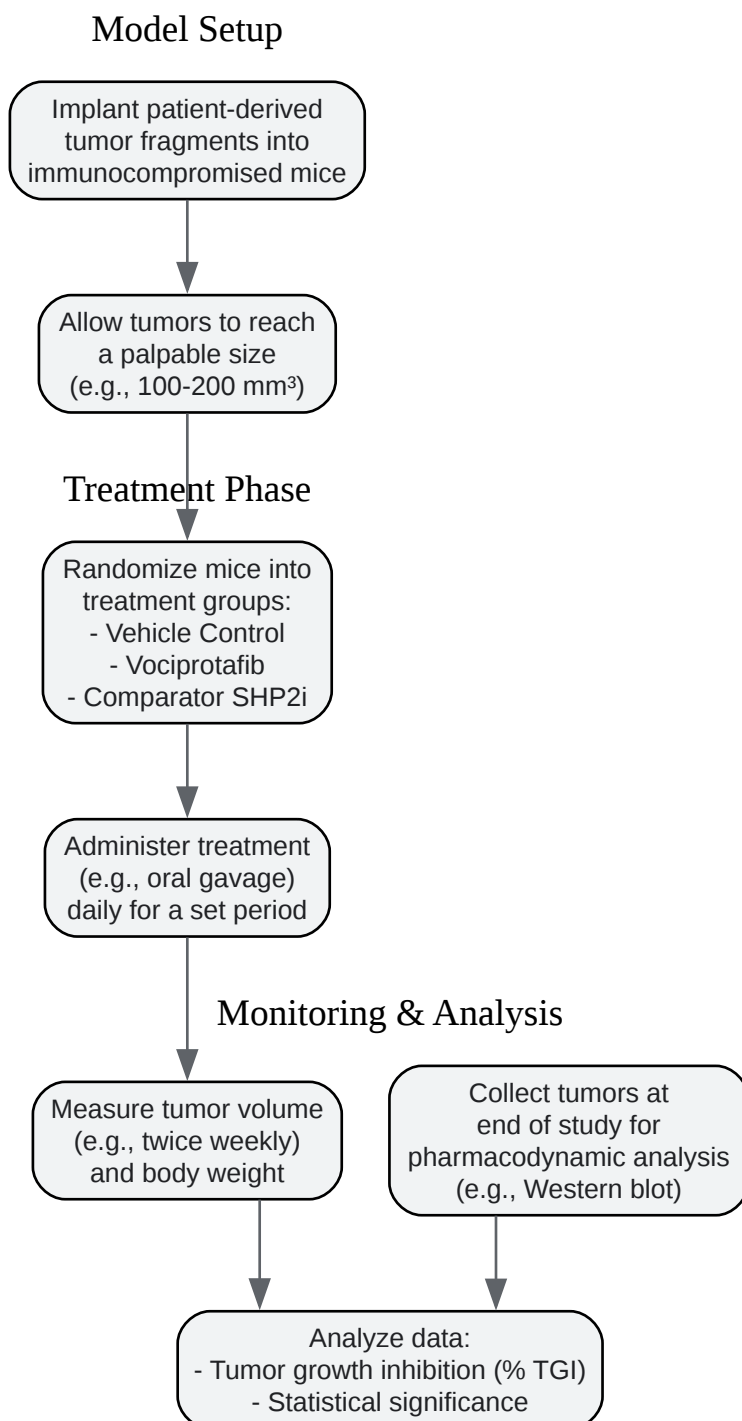 Model Setup
Implant patient-derived
tumor fragments into
immunocompromised mice
Allow tumors to reach
a palpable size
(e.g., 100-200 mm³)
Treatment Phase
Randomize mice into
treatment groups:
- Vehicle Control
- Vociprotafib
- Comparator SHP2i
Administer treatment
(e.g., oral gavage)
daily for a set period
Monitoring & Analysis
Measure tumor volume
(e.g., twice weekly)
and body weight
Collect tumors at
end of study for
pharmacodynamic analysis
(e.g., Western blot)
Analyze data:
- Tumor growth inhibition (% TGI)
- Statistical significance